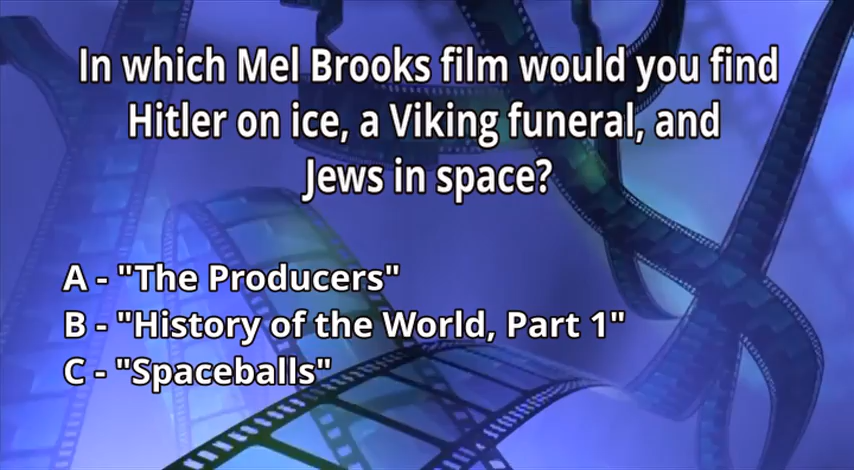 In which Mel Brooks film would you find
Hitler on ice, a Viking funeral, and
Jews in space?
A - "The Producers"
B - "History of the World, Part 1"
C - "Spaceballs"